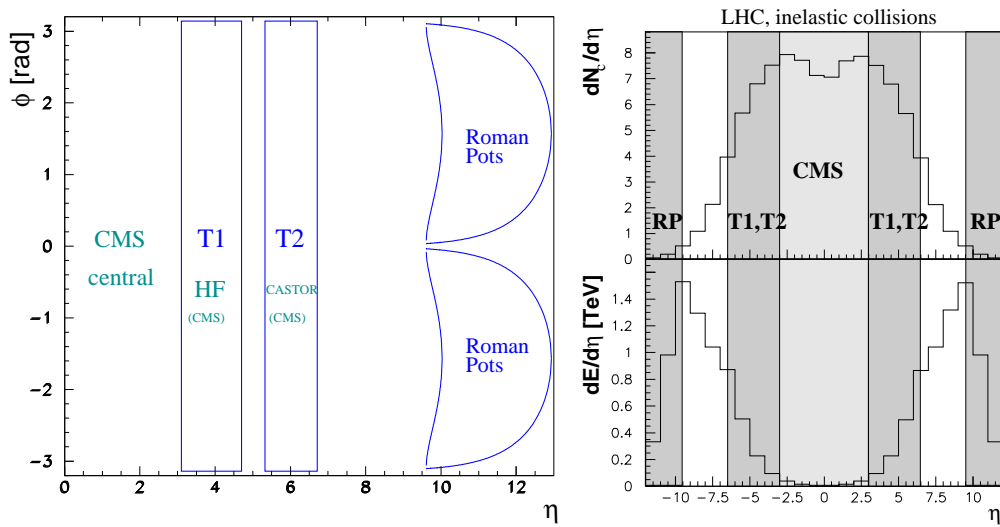 ϕ [rad]
3
2
1
0
-1
-2
-3
Roman
Pots
CMS
central
T1
T2
HF
(CMS)
CASTOR
(CMS)
Roman
Pots
0
2
4
6
8
10
12
η
LHC, inelastic collisions
dNc/dη
8
7
6
5
4
3
2
1
0
CMS
RP
T1,T2
T1,T2
RP
dE/dη [TeV]
1.4
1.2
1
0.8
0.6
0.4
0.2
0
-10
-7.5
-5
-2.5
0
2.5
5
7.5
10
η